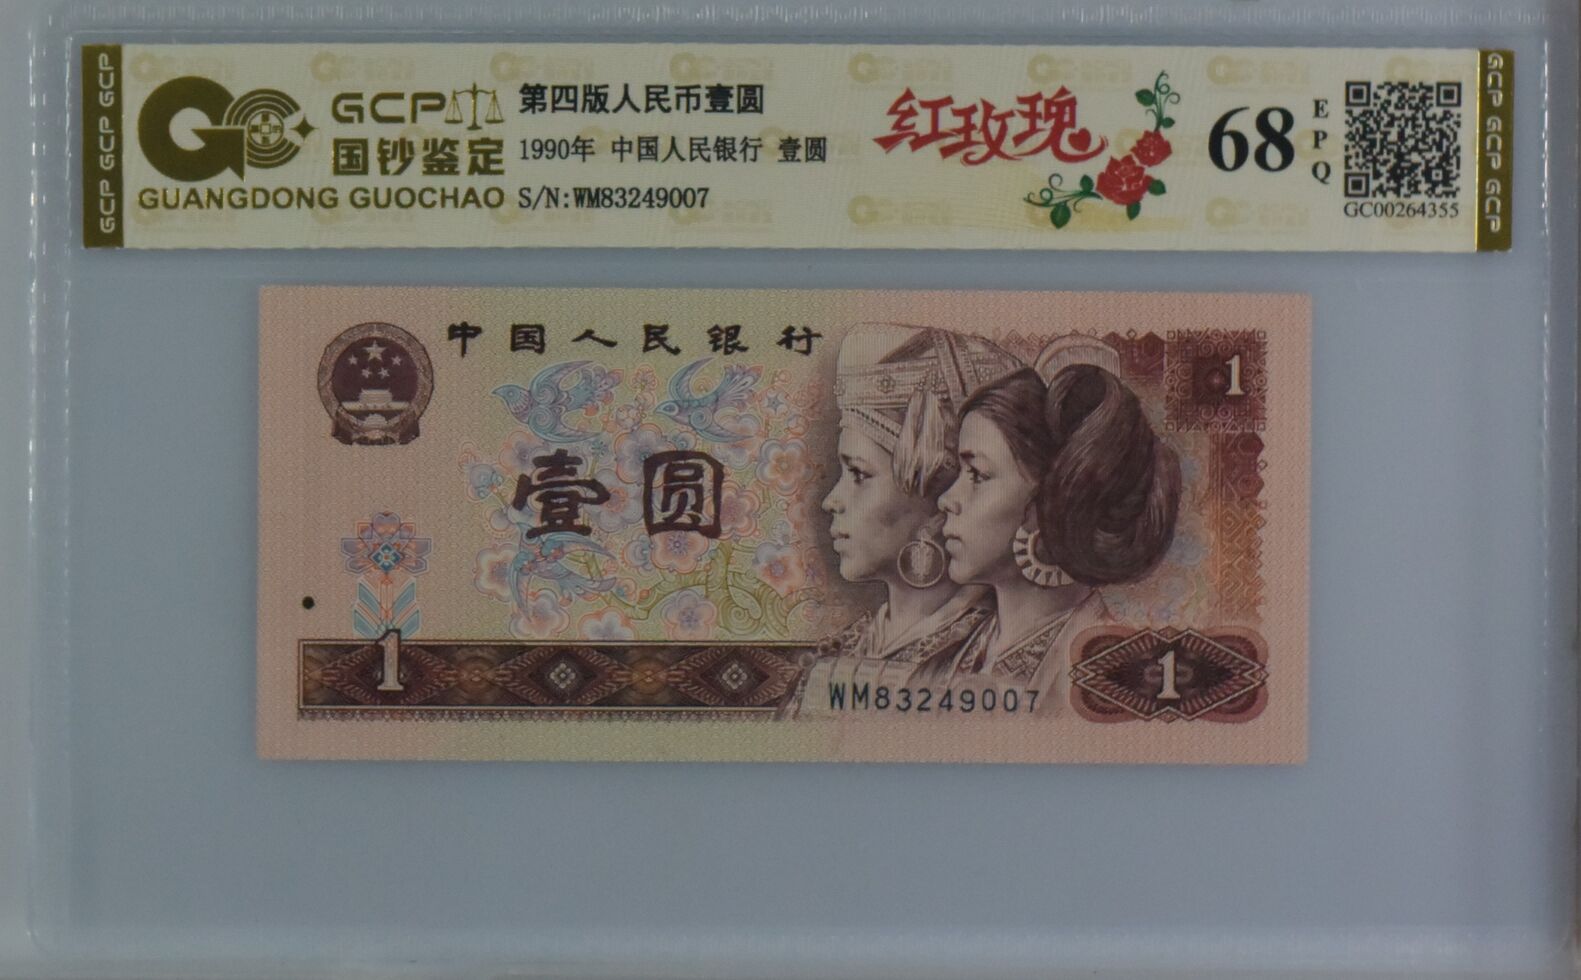 GCP GCP GCP
GCP
国钞鉴定
GUANGDONG GUOCHAO
第四版人民币壹圆
1990年 中国人民银行 壹圆
S/N:WM83249007
红玫瑰
68
EPQ
GC00264355
GCP GCP GCP
中国人民银行
1
壹圆
1
WM83249007
1